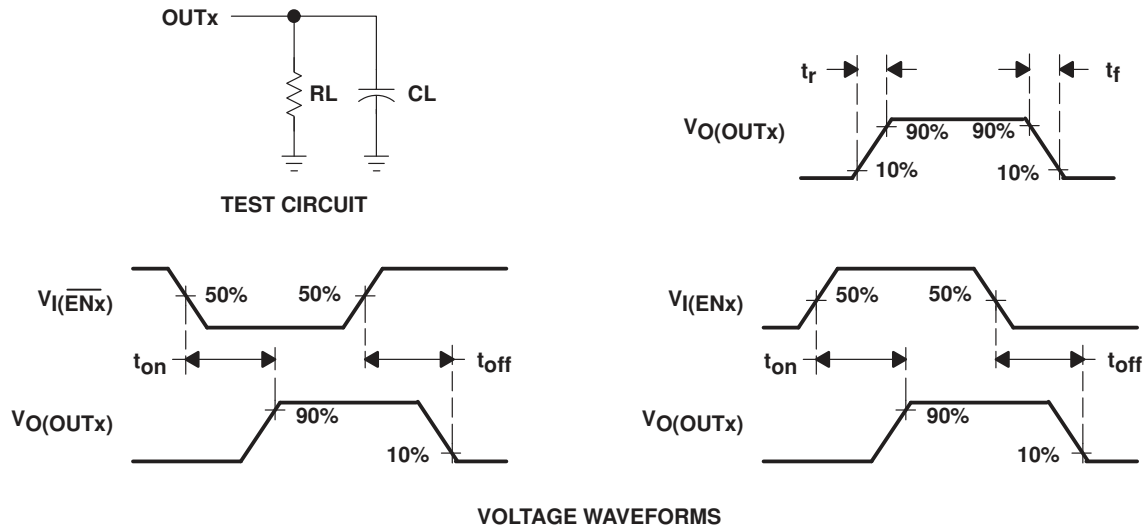 OUTx
RL CL
TEST CIRCUIT
tr tf
VO(OUTx)
90% 90%
10% 10%
VI(E̅N̅x̅)
50% 50%
ton toff
VO(OUTx)
90%
10%
VI(ENx)
50% 50%
ton toff
VO(OUTx)
90%
10%
VOLTAGE WAVEFORMS